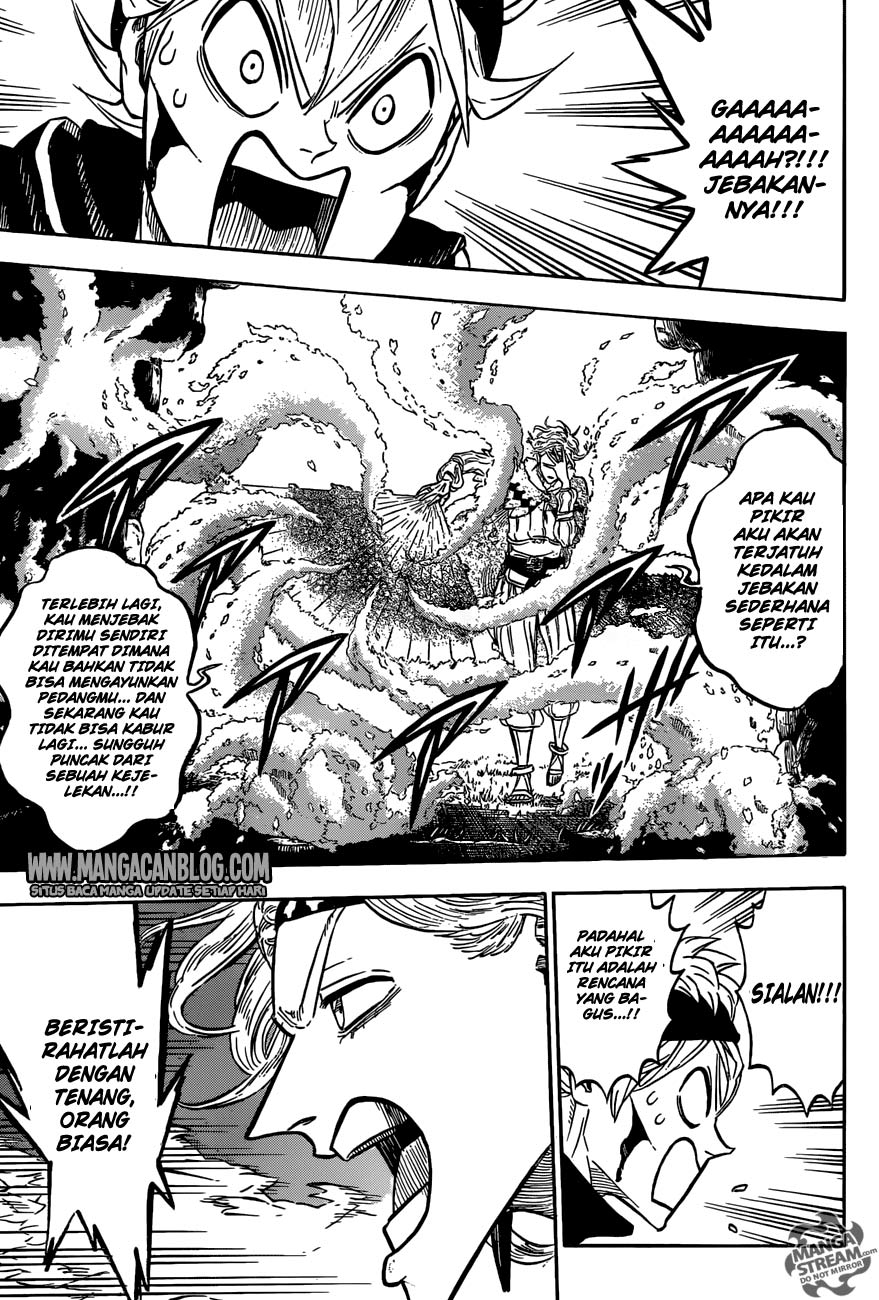 GAAAAA-
AAAAAA-
AAAAH?!!!
JEBAKAN-
NYA!!!
APA KAU
PIKIR
AKU AKAN
TERJATUH
KEDALAM
JEBAKAN
SEDERHANA
SEPERTI
ITU...?
TERLEBIH LAGI,
KAU MENJEBAK
DIRIMU SENDIRI
DITEMPAT DIMANA
KAU BAHKAN TIDAK
BISA MENGAYUNKAN
PEDANGMU... DAN
SEKARANG KAU
TIDAK BISA KABUR
LAGI... SUNGGUH
PUNCAK DARI
SEBUAH KEJE-
LEKAN...!!
WWW.MANGACANBLOG.COM
SITUS BACA MANGA UPDATE SETIAP HARI
SIALAN!!!
PADAHAL
AKU PIKIR
ITU ADALAH
RENCANA
YANG BA-
GUS...!!
BERISTI-
RAHATLAH
DENGAN
TENANG,
ORANG
BIASA!
MANGA
STREAM.com
DO NOT MIRROR!